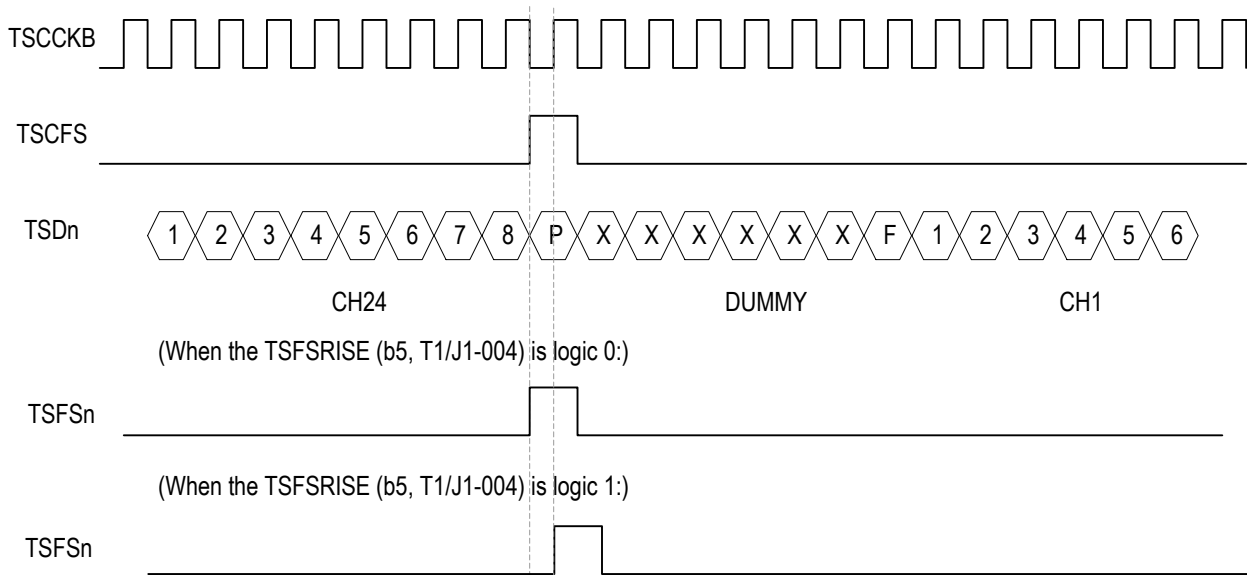 TSCCKB
TSCFS
TSDn 1 2 3 4 5 6 7 8 P X X X X X X F 1 2 3 4 5 6
CH24 DUMMY CH1
(When the TSFSRISE (b5, T1/J1-004) is logic 0:)
TSFSn
(When the TSFSRISE (b5, T1/J1-004) is logic 1:)
TSFSn